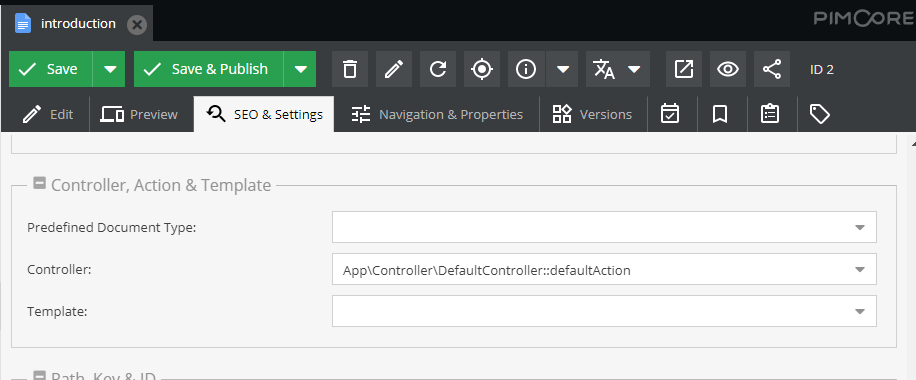 introduction
PIMCORE
Save
Save & Publish
ID 2
Edit
Preview
SEO & Settings
Navigation & Properties
Versions
Controller, Action & Template
Predefined Document Type:
Controller:
App\Controller\DefaultController::defaultAction
Template:
Path, Key & ID